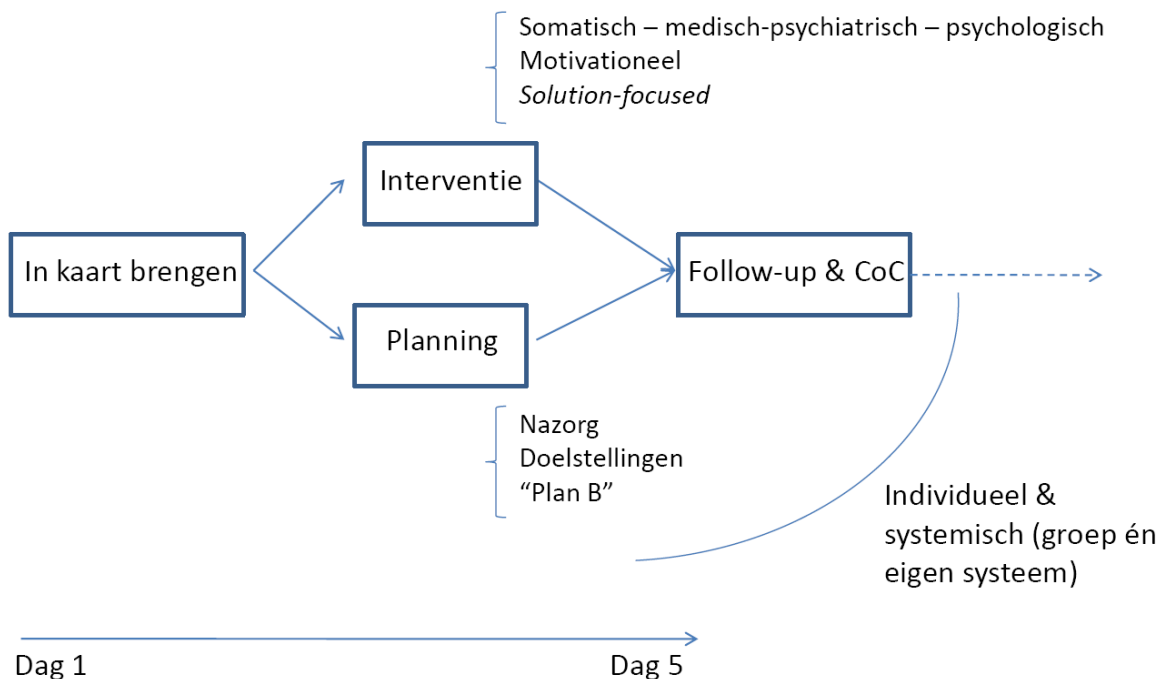 Somatisch – medisch-psychiatrisch – psychologisch
Motivationeel
Solution-focused
Interventie
In kaart brengen
Follow-up & CoC
Planning
Nazorg
Doelstellingen
“Plan B”
Individueel &
systemisch (groep én
eigen systeem)
Dag 1
Dag 5